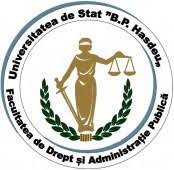 Universitatea de Stat "B.P. Hasdeu„
Facultatea de Drept și Administrație Publică